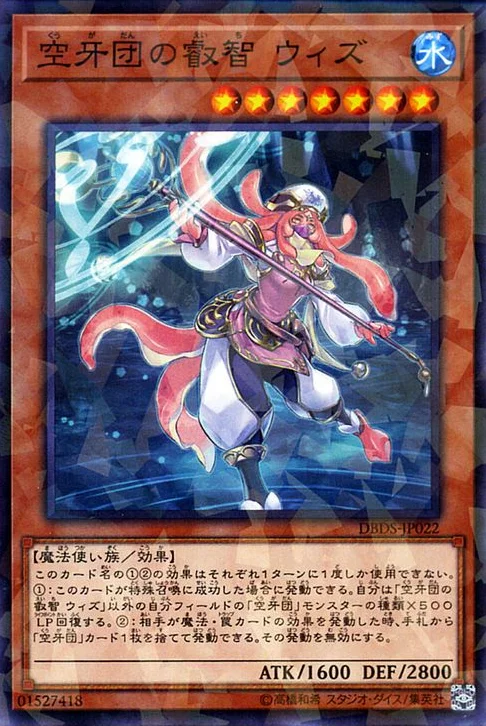 空牙団の叡智 ウィズ
水
DBDS-JP022
【魔法使い族／効果】
このカード名の①②の効果はそれぞれ1ターンに1度しか使用できない。
①：このカードが特殊召喚に成功した場合に発動できる。自分は「空牙団の
叡智 ウィズ」以外の自分フィールドの「空牙団」モンスターの種類×５００
LP回復する。②：相手が魔法・罠カードの効果を発動した時、手札から
「空牙団」カード１枚を捨てて発動できる。その発動を無効にする。
ATK/1600 DEF/2800
01527418
©高橋和希 スタジオ・ダイス/集英社